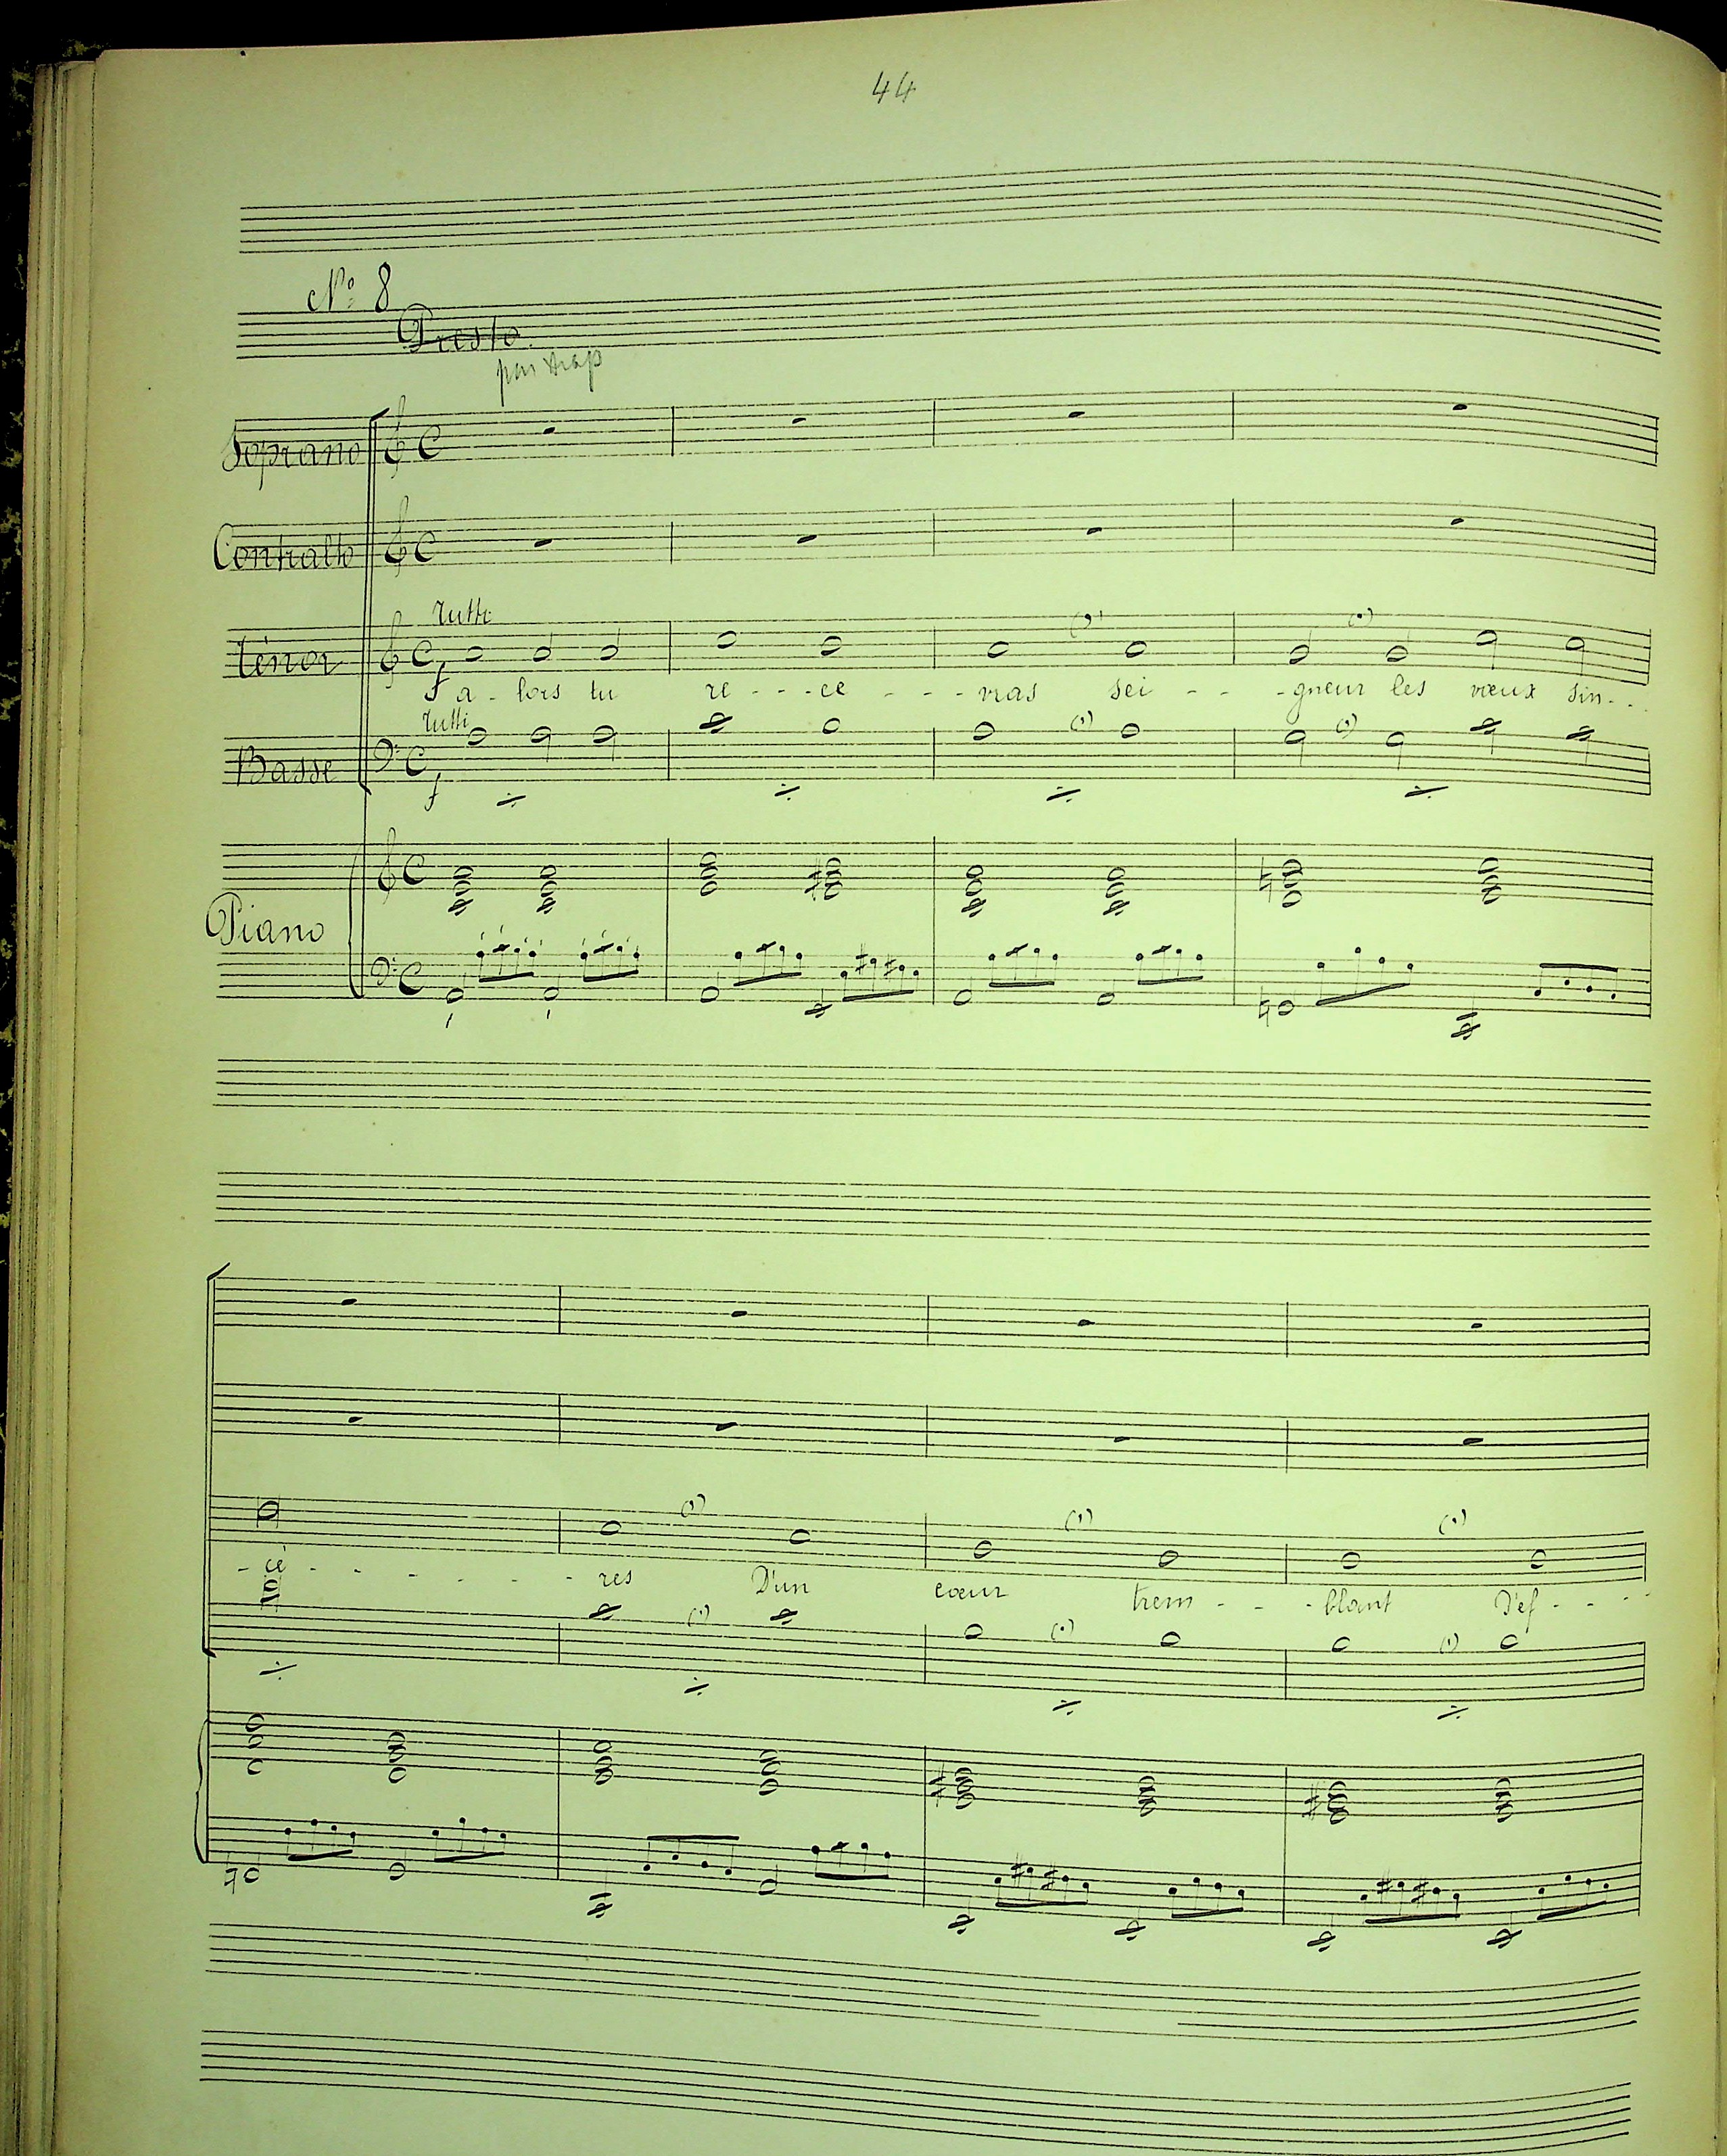 44
No 8
Presto.
pas trop
Soprano
Contralto
Tutti
Ténor
f a - lors tu re - - - ce - - - vras sei - - - gneur les vœux sin - - -
Tutti
Basse
f
Piano
- cè - - - - - - res D'un cœur trem - - - blant D'ef - - - -